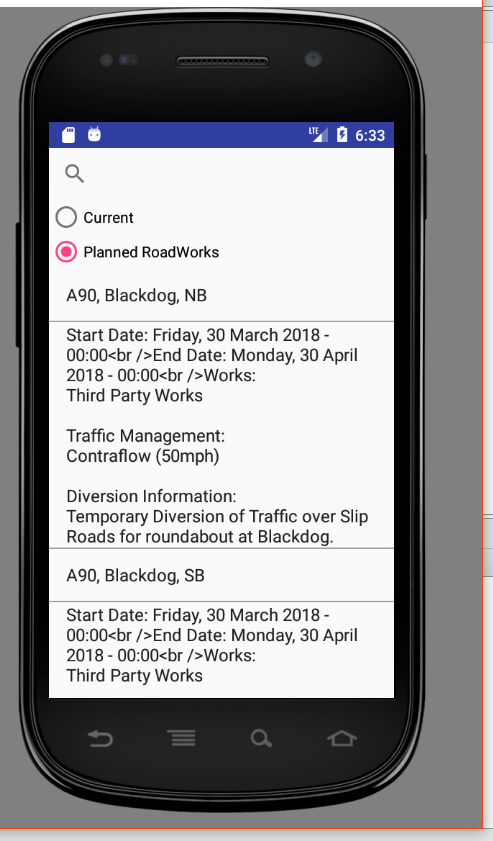 LTE 6:33
Current
Planned RoadWorks
A90, Blackdog, NB
Start Date: Friday, 30 March 2018 -
00:00<br />End Date: Monday, 30 April
2018 - 00:00<br />Works:
Third Party Works
Traffic Management:
Contraflow (50mph)
Diversion Information:
Temporary Diversion of Traffic over Slip
Roads for roundabout at Blackdog.
A90, Blackdog, SB
Start Date: Friday, 30 March 2018 -
00:00<br />End Date: Monday, 30 April
2018 - 00:00<br />Works:
Third Party Works